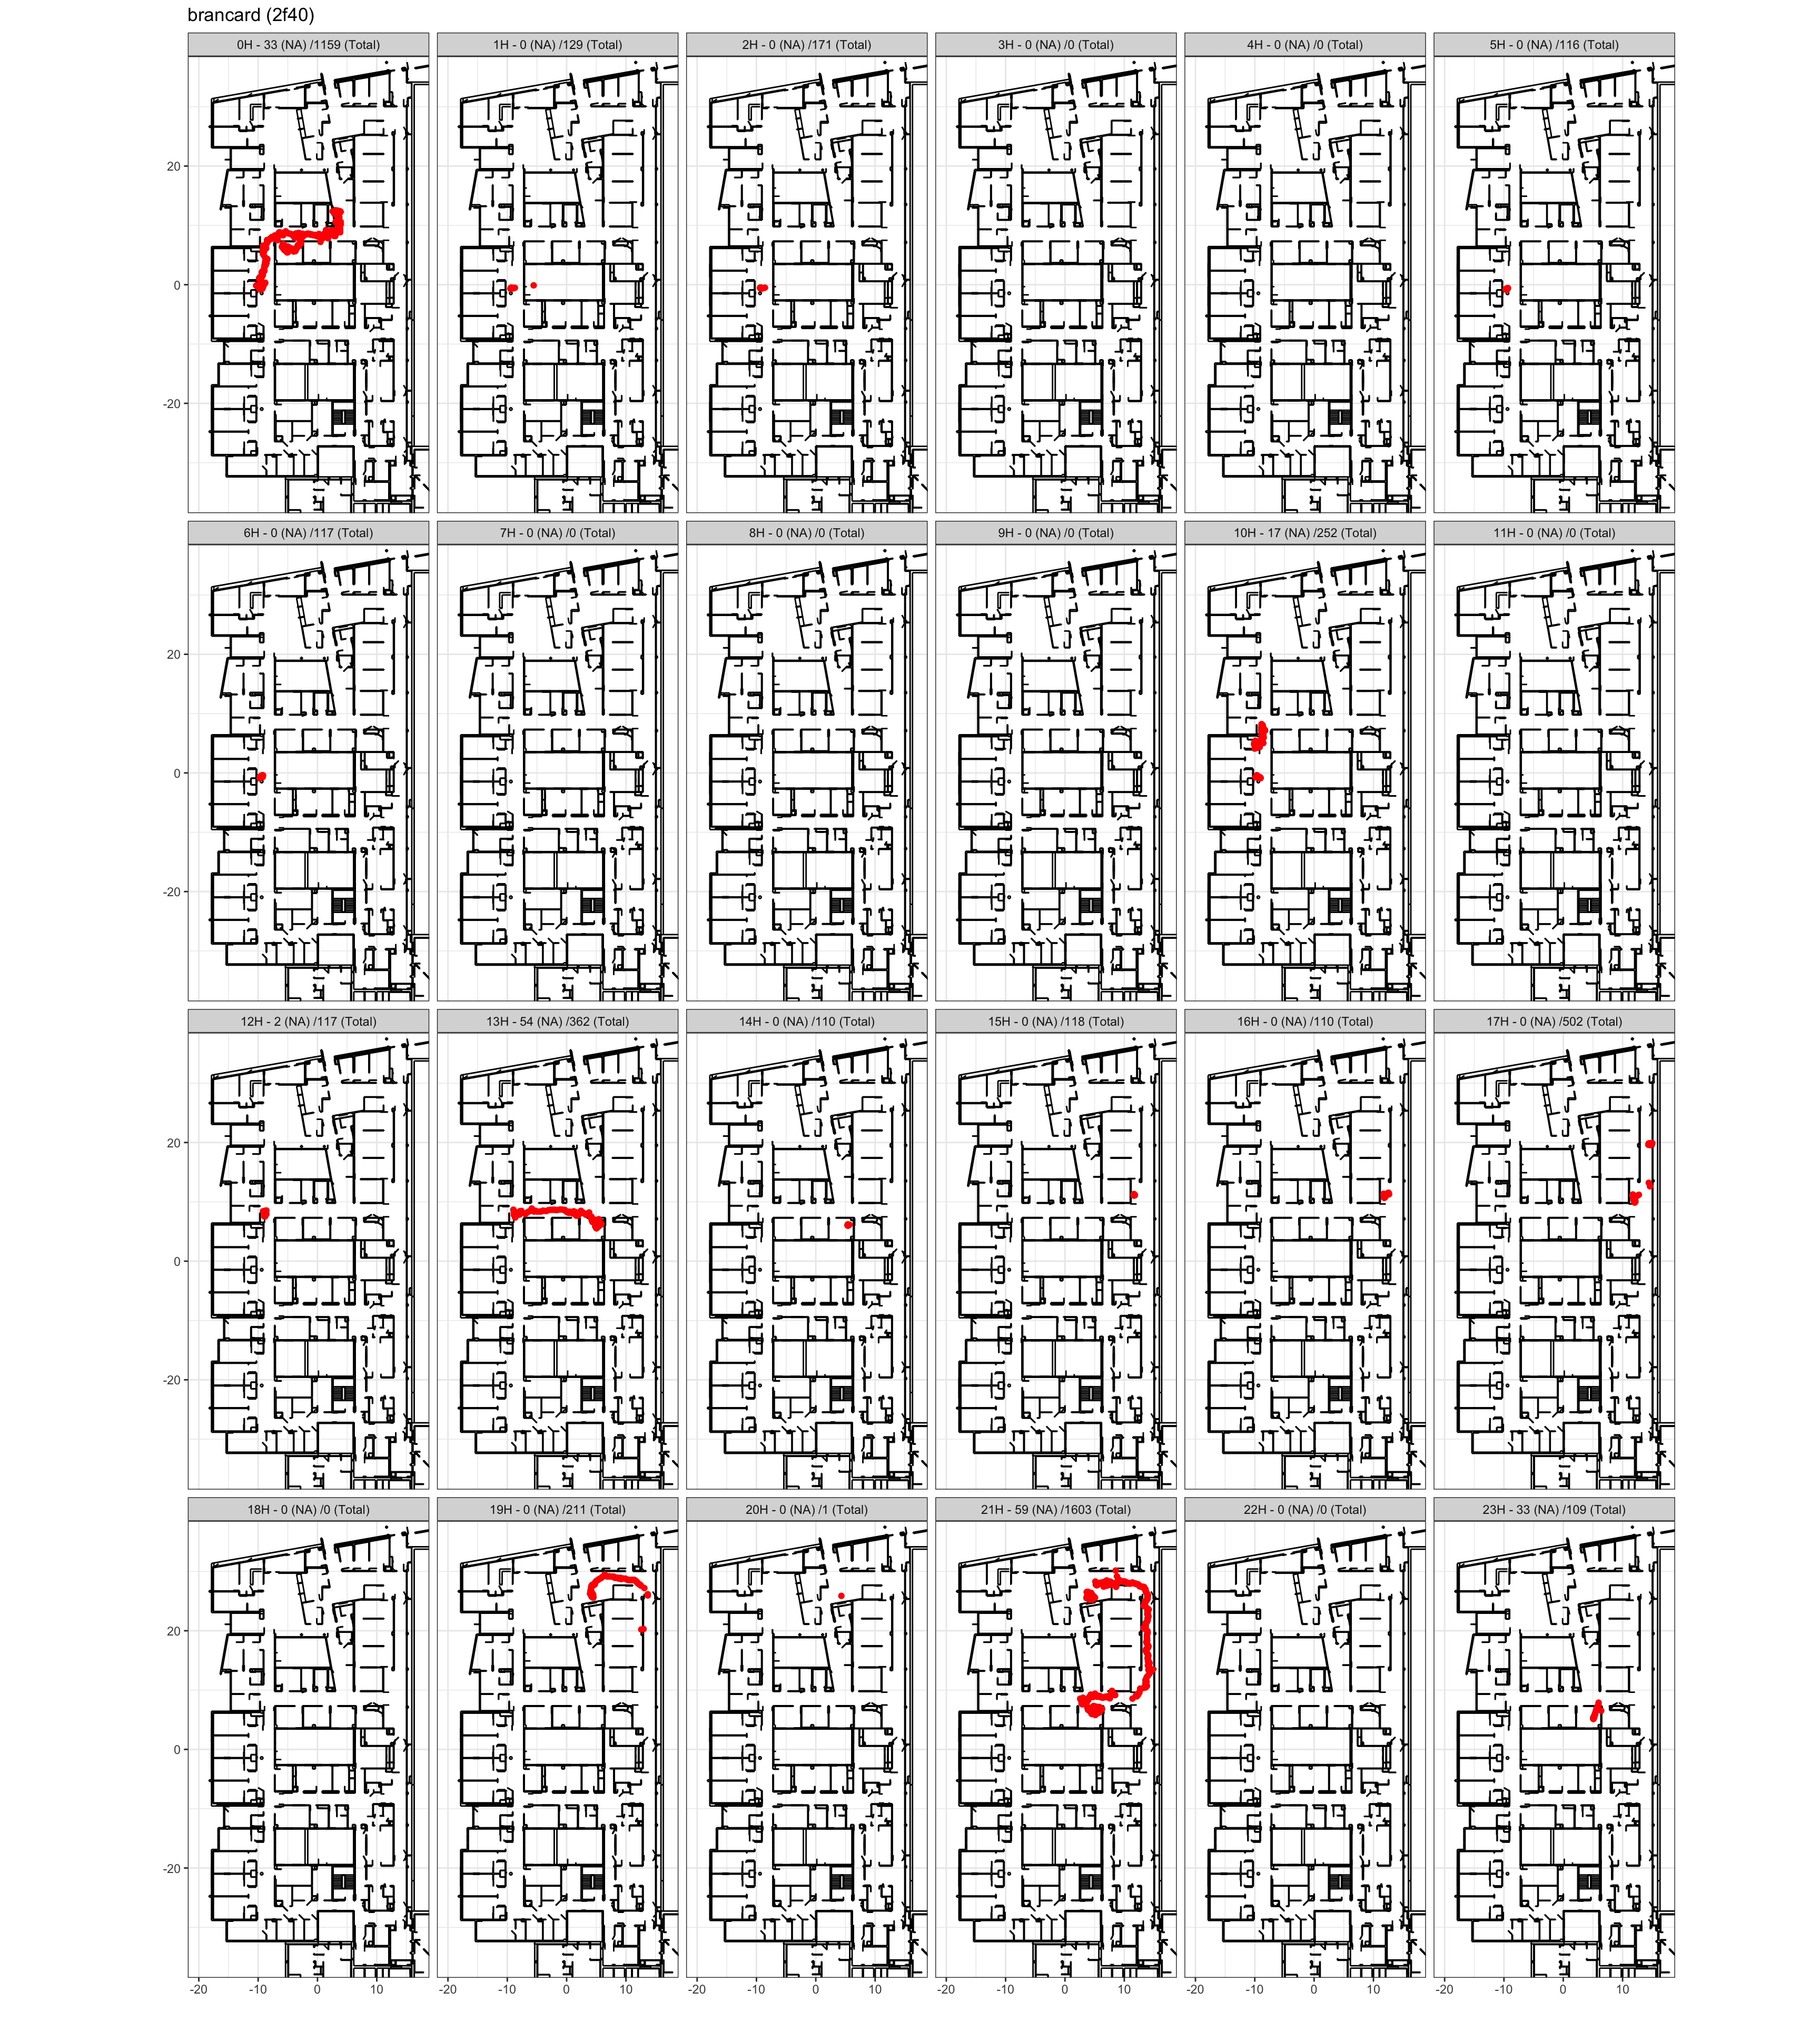 brancard (2f40)
0H - 33 (NA) /1159 (Total) 1H - 0 (NA) /129 (Total) 2H - 0 (NA) /171 (Total) 3H - 0 (NA) /0 (Total) 4H - 0 (NA) /0 (Total) 5H - 0 (NA) /116 (Total)
20
0
-20
6H - 0 (NA) /117 (Total) 7H - 0 (NA) /0 (Total) 8H - 0 (NA) /0 (Total) 9H - 0 (NA) /0 (Total) 10H - 17 (NA) /252 (Total) 11H - 0 (NA) /0 (Total)
20
0
-20
12H - 2 (NA) /117 (Total) 13H - 54 (NA) /362 (Total) 14H - 0 (NA) /110 (Total) 15H - 0 (NA) /118 (Total) 16H - 0 (NA) /110 (Total) 17H - 0 (NA) /502 (Total)
20
0
-20
18H - 0 (NA) /0 (Total) 19H - 0 (NA) /211 (Total) 20H - 0 (NA) /1 (Total) 21H - 59 (NA) /1603 (Total) 22H - 0 (NA) /0 (Total) 23H - 33 (NA) /109 (Total)
20
0
-20
-20 -10 0 10 -20 -10 0 10 -20 -10 0 10 -20 -10 0 10 -20 -10 0 10 -20 -10 0 10